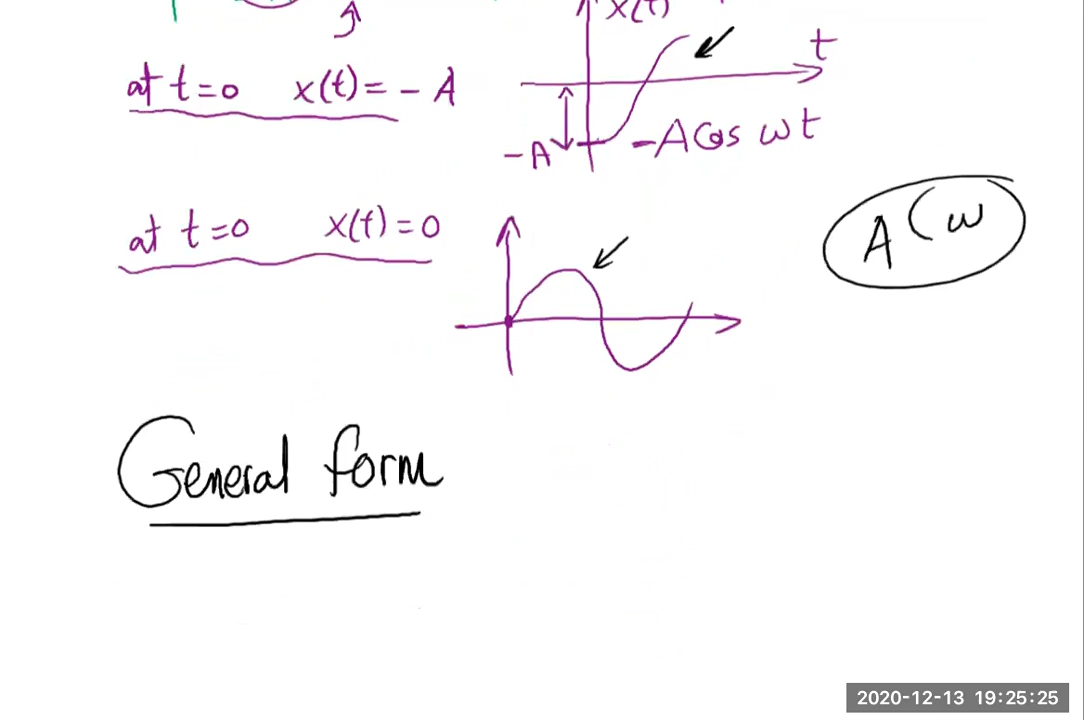 x(t)
at t=0 x(t) = - A
t
-A
-A Cos ωt
at t=0 x(t) = 0
A ( ω
General form
2020-12-13 19:25:25